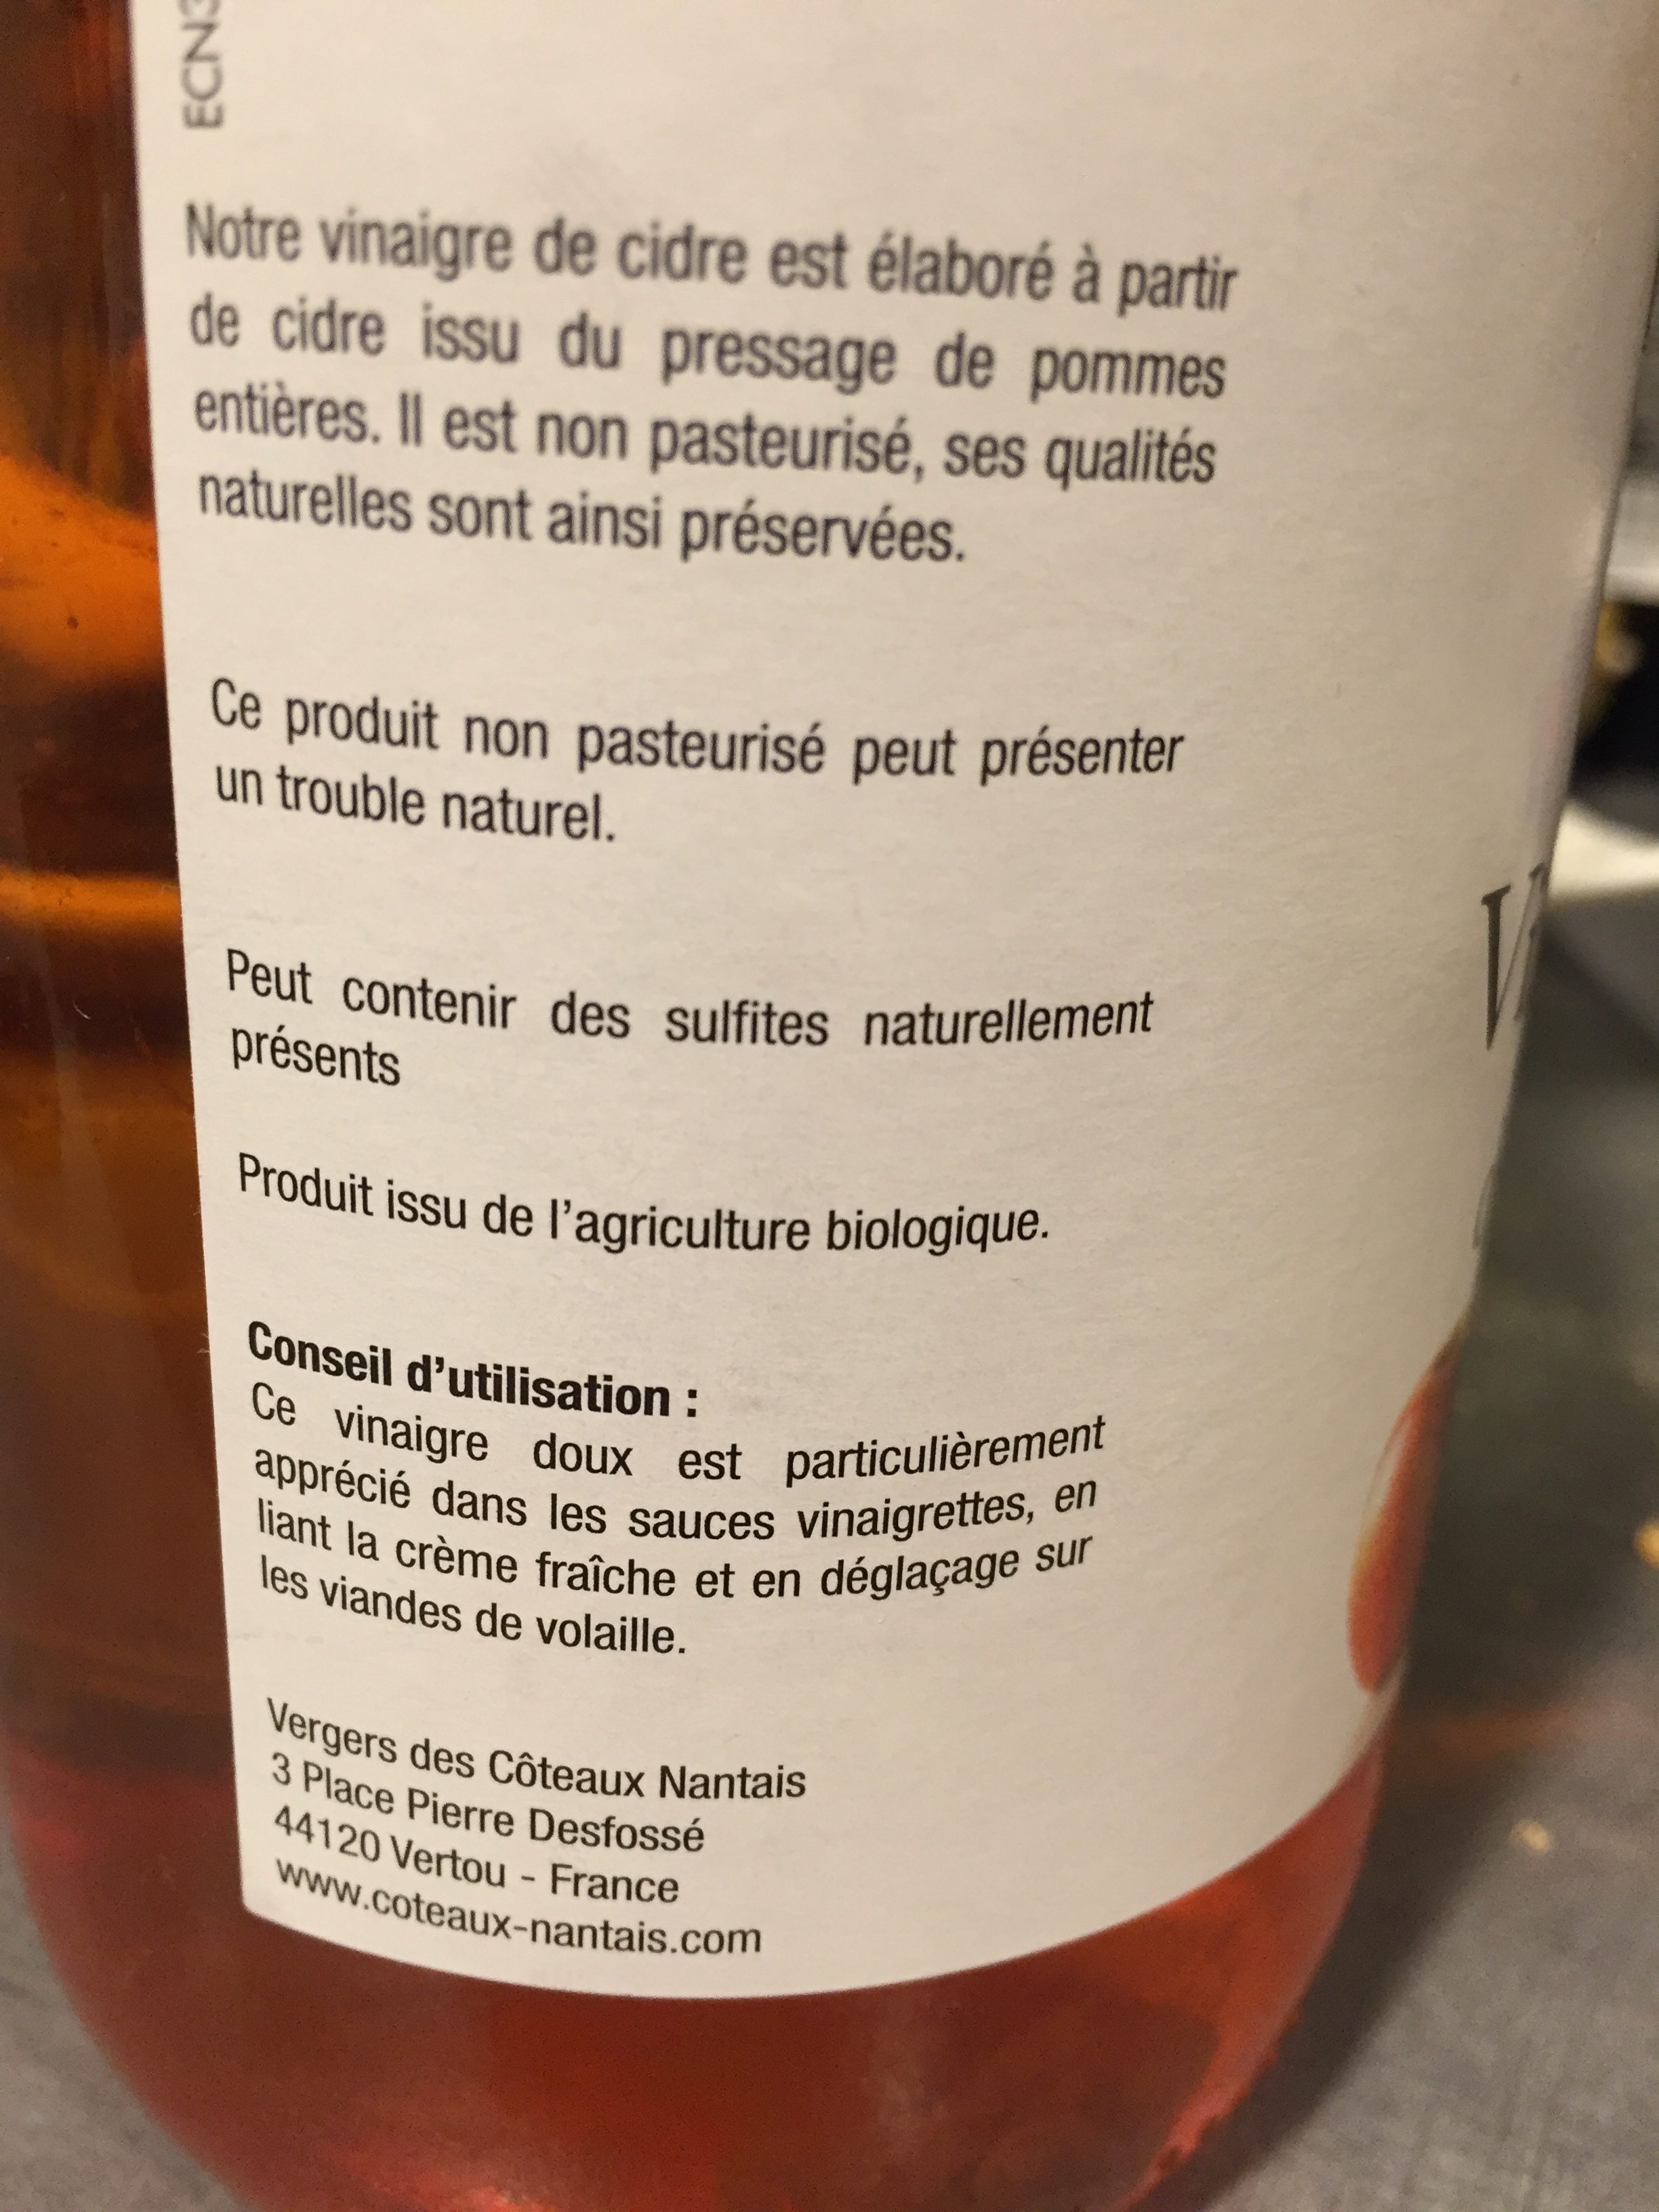 ECN3
Notre vinaigre de cidre est élaboré à partir
de cidre issu du pressage de pommes
entières. Il est non pasteurisé, ses qualités
naturelles sont ainsi préservées.
Ce produit non pasteurisé peut présenter
un trouble naturel.
Peut contenir des sulfites naturellement
présents
Produit issu de l'agriculture biologique.
Conseil d'utilisation :
Ce vinaigre doux est particulièrement
apprécié dans les sauces vinaigrettes, en
liant la crème fraîche et en déglaçage sur
les viandes de volaille.
Vergers des Côteaux Nantais
3 Place Pierre Desfossé
44120 Vertou - France
www.coteaux-nantais.com